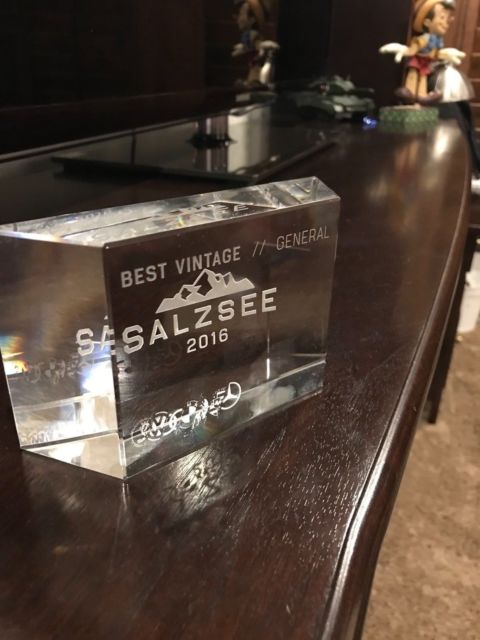 BEST VINTAGE // GENERAL
SALZSEE
2016